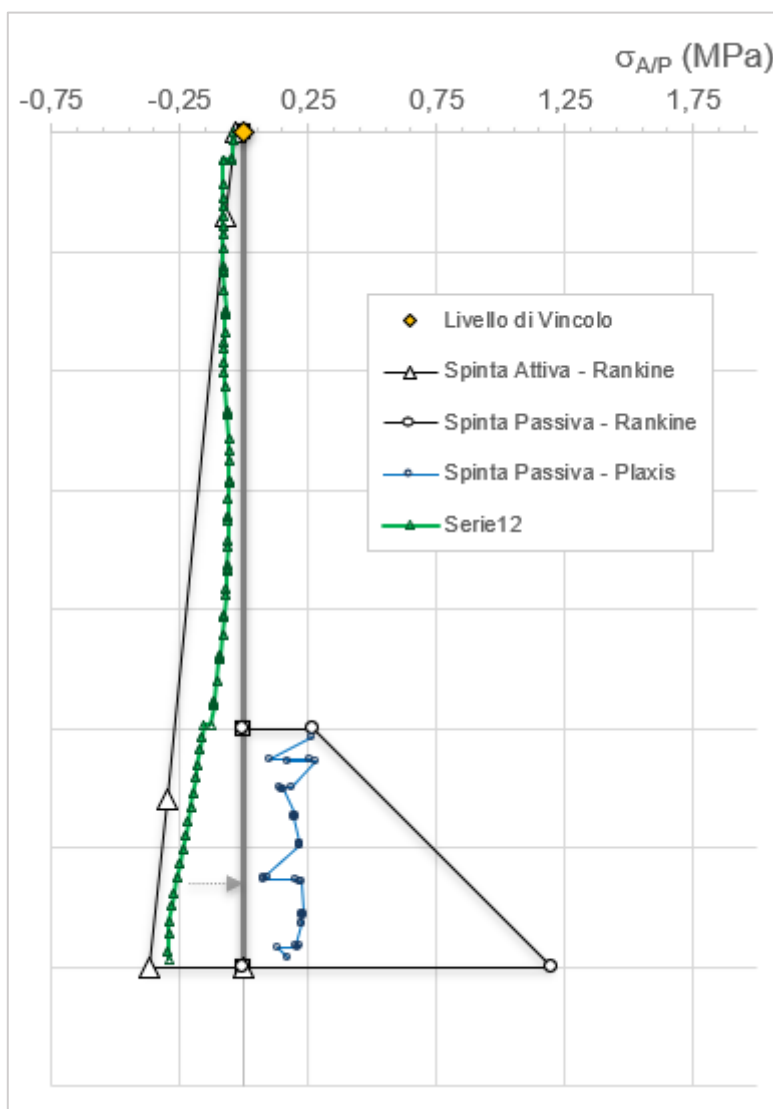 σA/P (MPa)
-0,75 -0,25 0,25 0,75 1,25 1,75
Livello di Vincolo
Spinta Attiva - Rankine
Spinta Passiva - Rankine
Spinta Passiva - Plaxis
Serie12